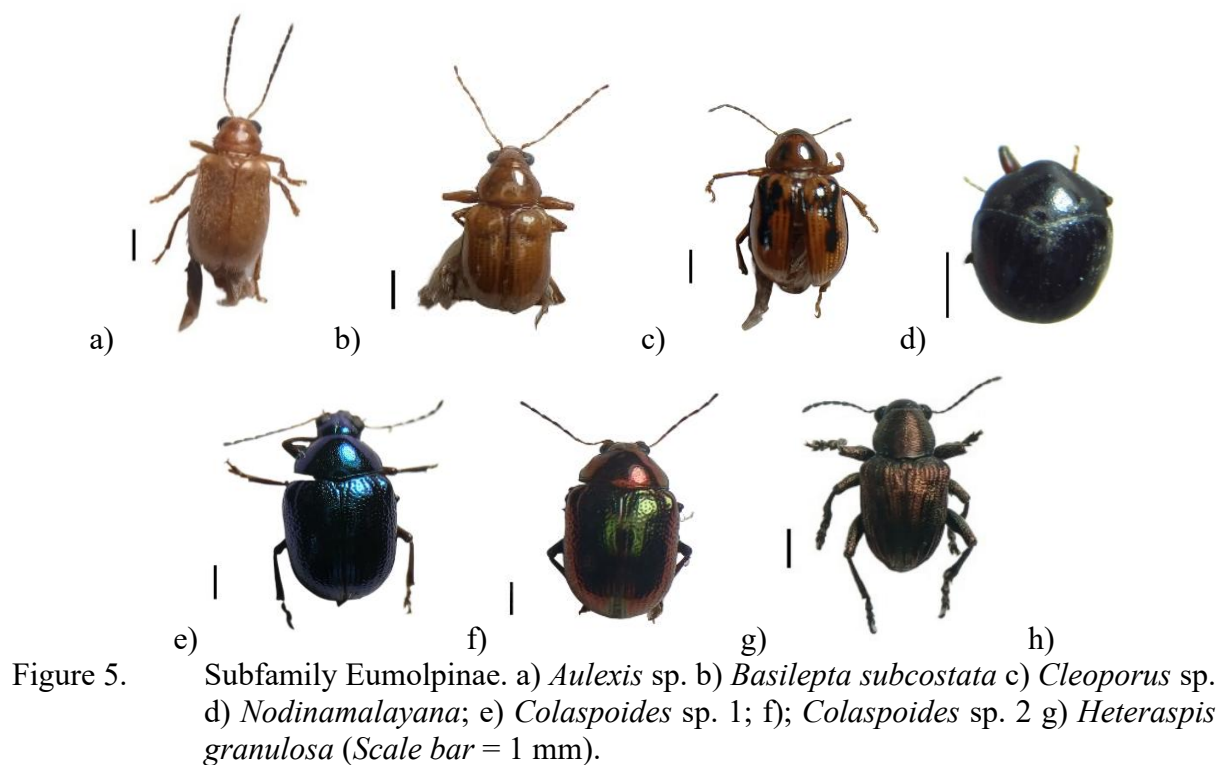 a) b) c) d)
e) f) g) h)
Figure 5. Subfamily Eumolpinae. a) Aulexis sp. b) Basilepta subcostata c) Cleoporus sp.
d) Nodinamalayana; e) Colaspoides sp. 1; f); Colaspoides sp. 2 g) Heteraspis
granulosa (Scale bar = 1 mm).